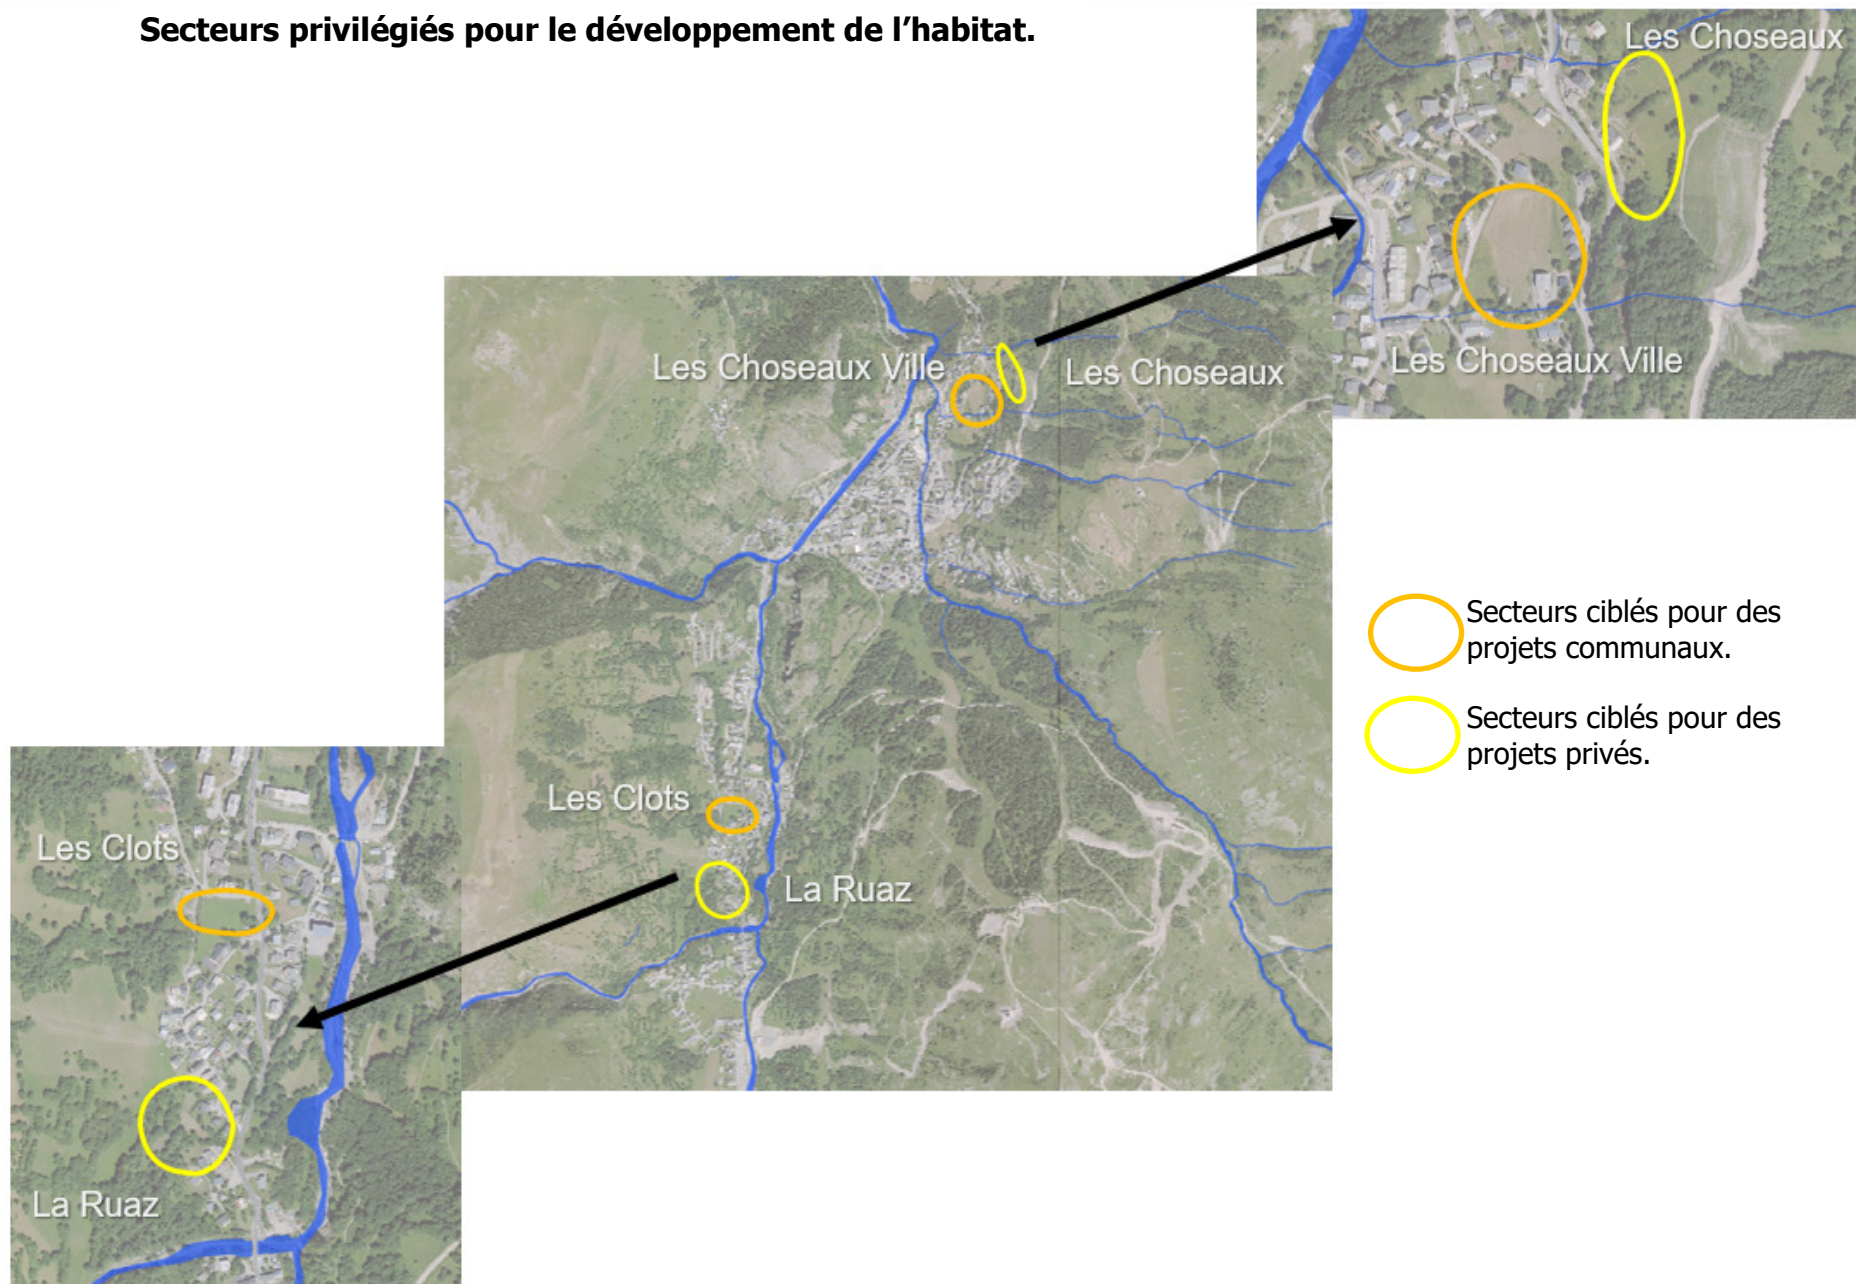 Secteurs privilégiés pour le développement de l’habitat.
Les Choseaux
Les Choseaux Ville
Les Choseaux Ville
Les Choseaux
Les Clots
La Ruaz
Les Clots
La Ruaz
Secteurs ciblés pour des
projets communaux.
Secteurs ciblés pour des
projets privés.